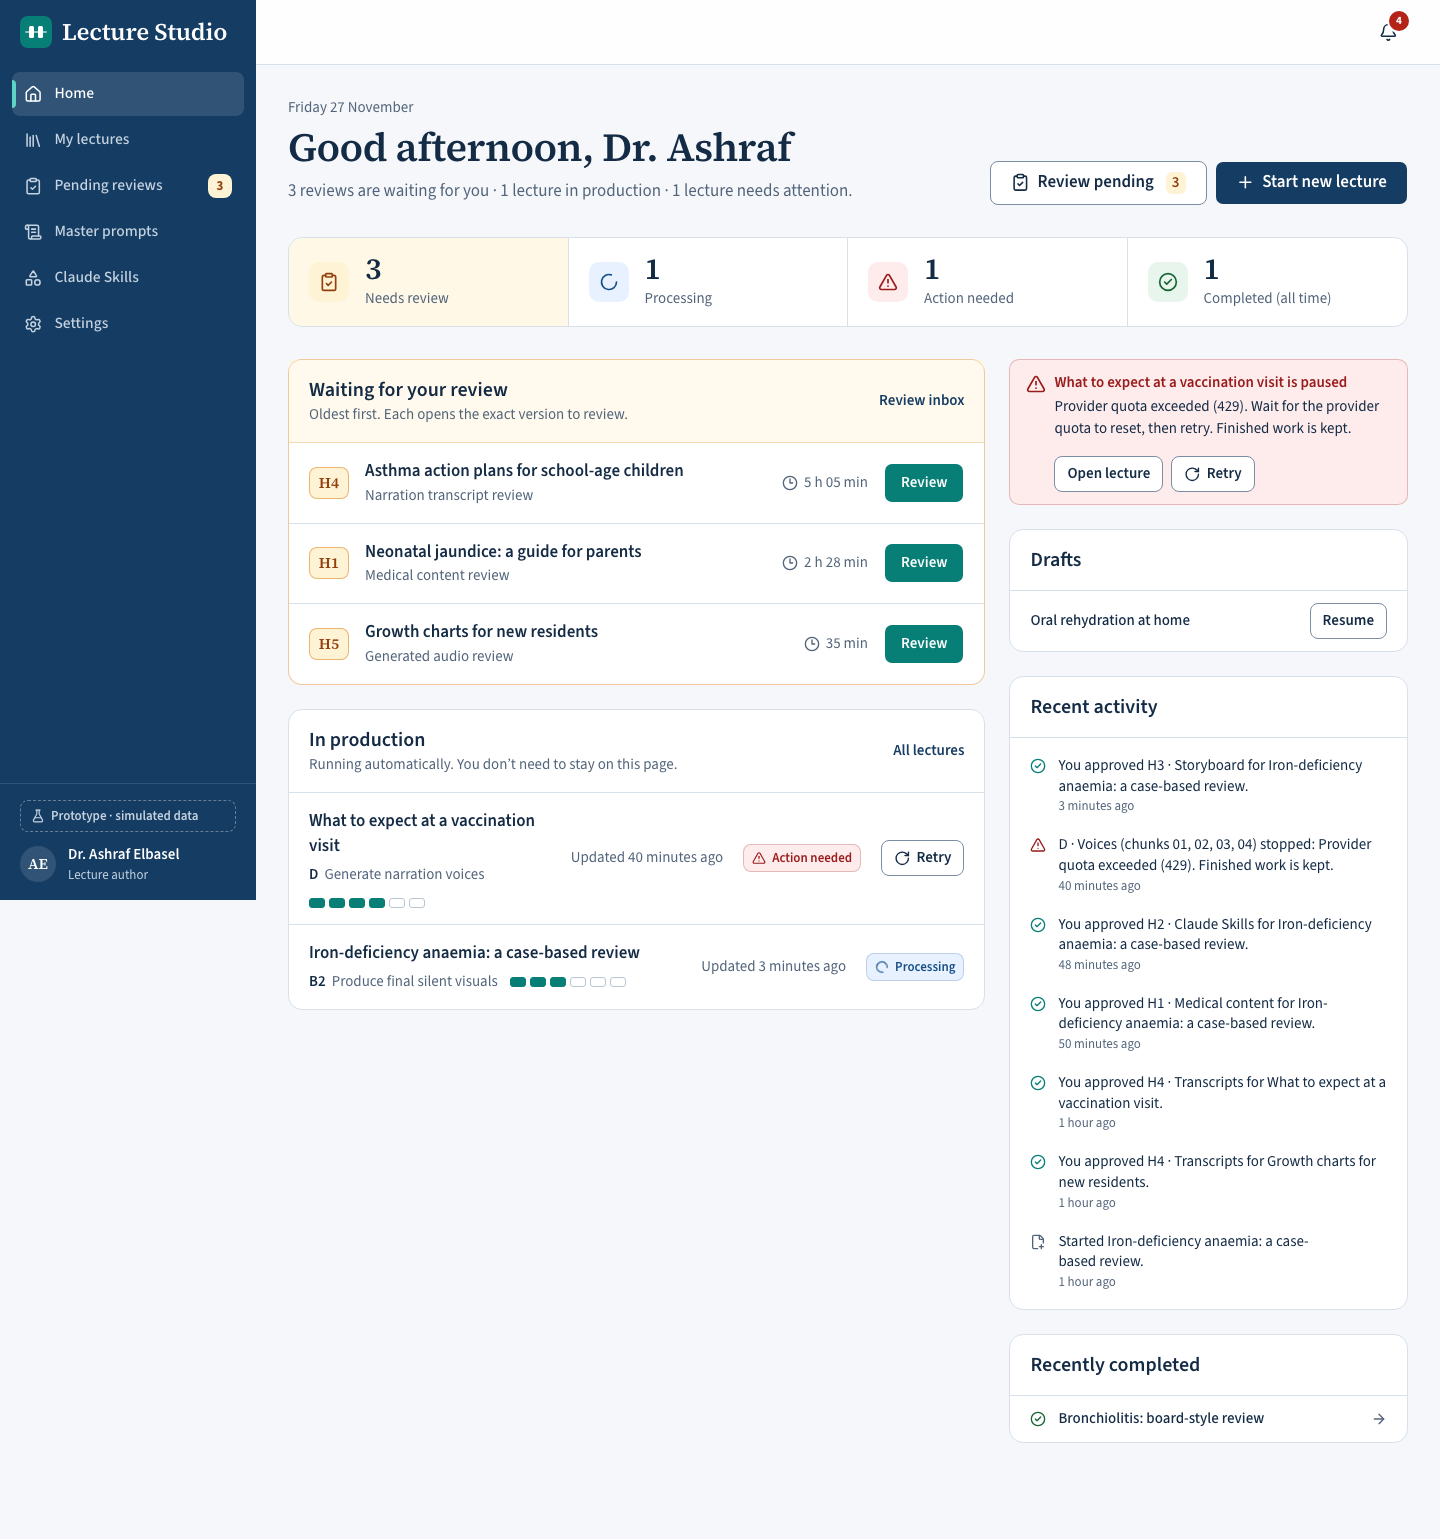 Lecture Studio
Home
My lectures
Pending reviews 3
Master prompts
Claude Skills
Settings
Prototype · simulated data
AE
Dr. Ashraf Elbasel
Lecture author
4
Friday 27 November
Good afternoon, Dr. Ashraf
3 reviews are waiting for you · 1 lecture in production · 1 lecture needs attention.
Review pending 3
Start new lecture
3
Needs review
1
Processing
1
Action needed
1
Completed (all time)
Waiting for your review
Oldest first. Each opens the exact version to review.
Review inbox
H4
Asthma action plans for school-age children
Narration transcript review
5 h 05 min
Review
H1
Neonatal jaundice: a guide for parents
Medical content review
2 h 28 min
Review
H5
Growth charts for new residents
Generated audio review
35 min
Review
In production
Running automatically. You don’t need to stay on this page.
All lectures
What to expect at a vaccination
visit
D Generate narration voices
Updated 40 minutes ago
Action needed
Retry
Iron-deficiency anaemia: a case-based review
B2 Produce final silent visuals
Updated 3 minutes ago
Processing
What to expect at a vaccination visit is paused
Provider quota exceeded (429). Wait for the provider
quota to reset, then retry. Finished work is kept.
Open lecture
Retry
Drafts
Oral rehydration at home
Resume
Recent activity
You approved H3 · Storyboard for Iron-deficiency
anaemia: a case-based review.
3 minutes ago
D · Voices (chunks 01, 02, 03, 04) stopped: Provider
quota exceeded (429). Finished work is kept.
40 minutes ago
You approved H2 · Claude Skills for Iron-deficiency
anaemia: a case-based review.
48 minutes ago
You approved H1 · Medical content for Iron-
deficiency anaemia: a case-based review.
50 minutes ago
You approved H4 · Transcripts for What to expect at a
vaccination visit.
1 hour ago
You approved H4 · Transcripts for Growth charts for
new residents.
1 hour ago
Started Iron-deficiency anaemia: a case-
based review.
1 hour ago
Recently completed
Bronchiolitis: board-style review